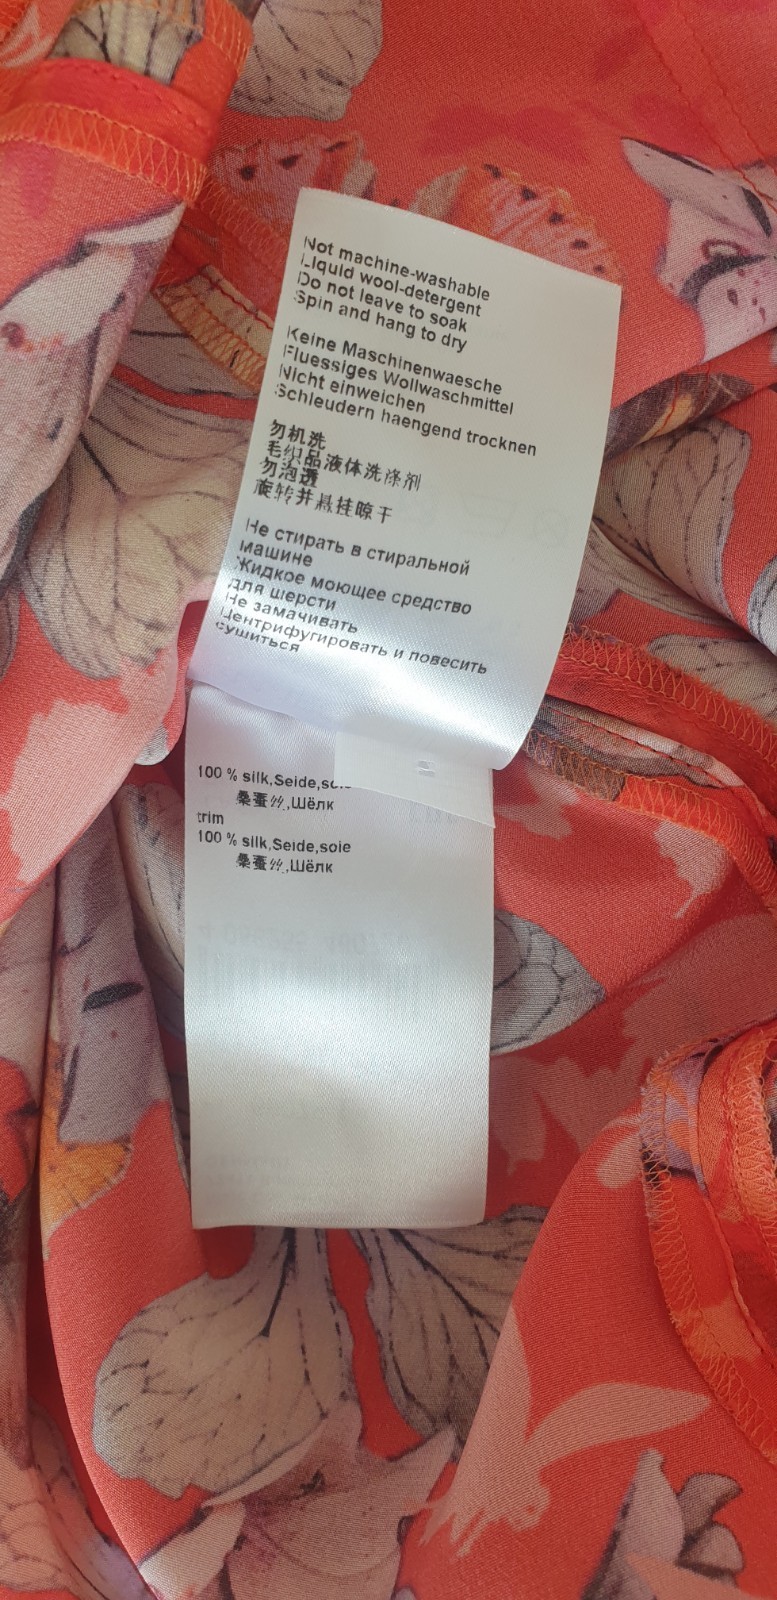 Not machine-washable
Liquid wool-detergent
Do not leave to soak
Spin and hang to dry
Keine Maschinenwaesche
Fluessiges Wollwaschmittel
Nicht einweichen
Schleudern haengend trocknen
勿机洗
毛织品液体洗涤剂
勿泡透
旋转并悬挂晾干
Не стирать в стиральной
машине
Жидкое моющее средство
для шерсти
Не замачивать
Центрифугировать и повесить
сушиться
100 % silk,Seide,
桑蚕丝,Шёлк
trim
100 % silk,Seide,soie
桑蚕丝,Шёлк